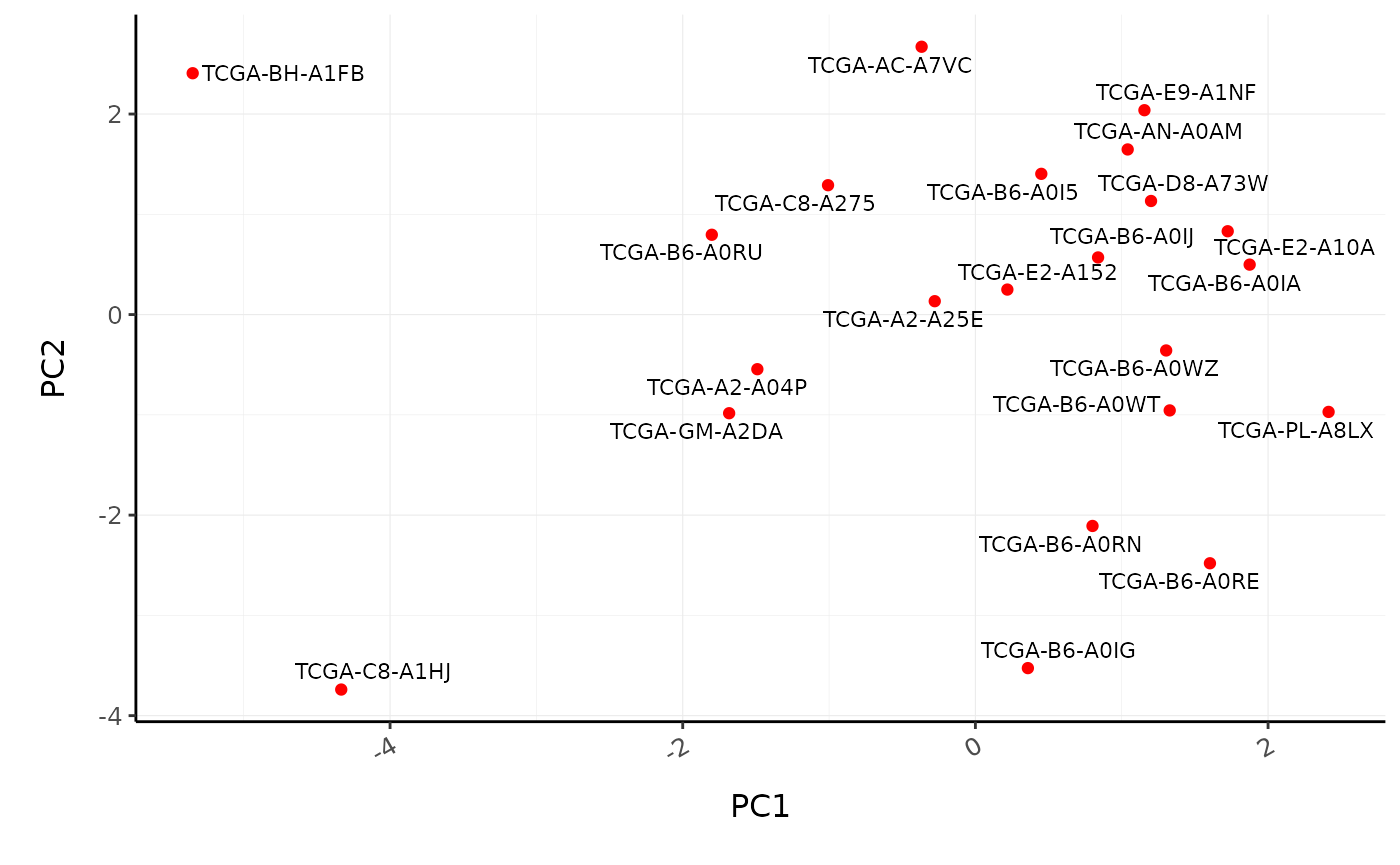 TCGA-BH-A1FB
TCGA-AC-A7VC
TCGA-E9-A1NF
2
TCGA-AN-A0AM
TCGA-D8-A73W
TCGA-B6-A0I5
TCGA-C8-A275
TCGA-B6-A0IJ
TCGA-E2-A10A
TCGA-B6-A0RU
TCGA-E2-A152
TCGA-B6-A0IA
0
TCGA-A2-A25E
PC2
TCGA-B6-A0WZ
TCGA-A2-A04P
TCGA-B6-A0WT
TCGA-GM-A2DA
TCGA-PL-A8LX
-2
TCGA-B6-A0RN
TCGA-B6-A0RE
TCGA-B6-A0IG
TCGA-C8-A1HJ
-4
-4
-2
0
2
PC1